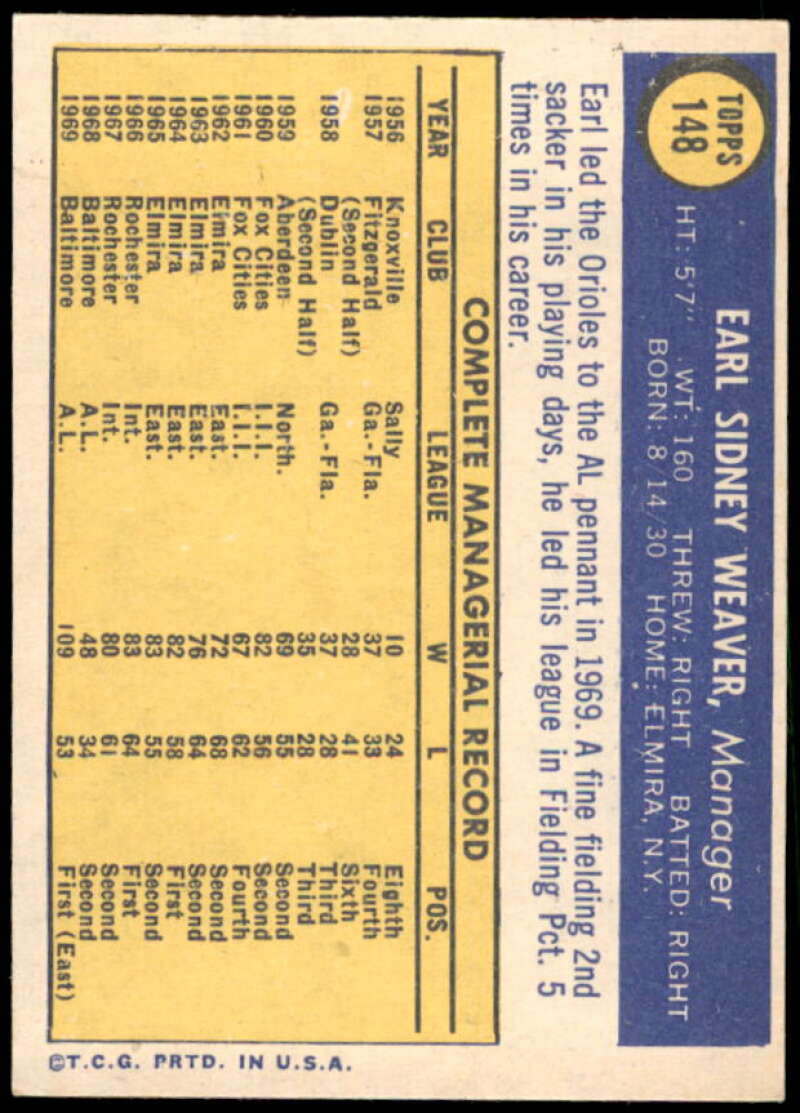 TOPPS
148
EARL SIDNEY WEAVER, Manager
HT: 5'7" WT: 160 THREW: RIGHT BATTED: RIGHT
BORN: 8/14/30 HOME: ELMIRA, N.Y.
Earl led the Orioles to the AL pennant in 1969. A fine fielding 2nd
sacker in his playing days, he led his league in Fielding Pct. 5
times in his career.
COMPLETE MANAGERIAL RECORD
YEAR CLUB LEAGUE W L POS.
1956 Knoxville Sally 10 24 Eighth
1957 Fitzgerald Ga.-Fla. 37 33 Fourth
(Second Half) 28 41 Sixth
1958 Dublin Ga.-Fla. 37 28 Third
(Second Half) 35 28 Third
1959 Aberdeen North. 69 55 Second
1960 Fox Cities I.I.I. 82 56 Second
1961 Fox Cities I.I.I. 67 62 Fourth
1962 Elmira East. 72 68 Second
1963 Elmira East. 76 64 Second
1964 Elmira East. 82 58 First
1965 Elmira East. 83 55 Second
1966 Rochester Int. 83 64 First
1967 Rochester Int. 80 61 Second
1968 Baltimore A.L. 48 34 Second
1969 Baltimore A.L. 109 53 First (East)
©T.C.G. PRTD. IN U.S.A.